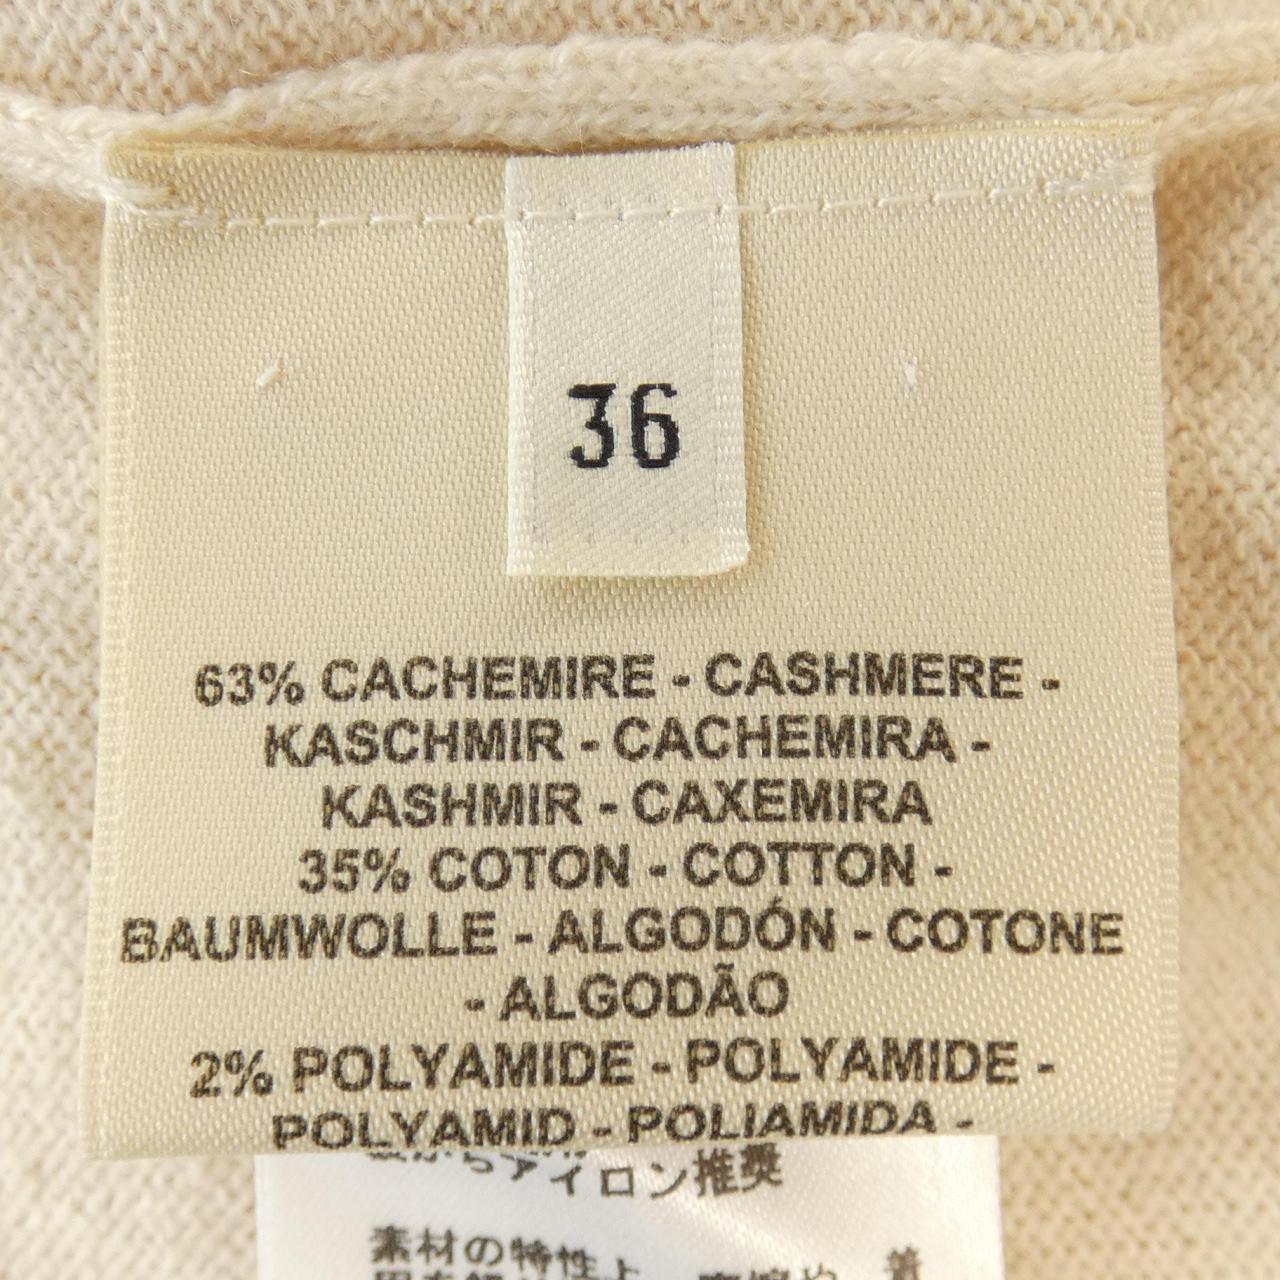 36
63% CACHEMIRE - CASHMERE -
KASCHMIR - CACHEMIRA -
KASHMIR - CAXEMIRA
35% COTON - COTTON -
BAUMWOLLE - ALGODÓN - COTONE
- ALGODÃO
2% POLYAMIDE - POLYAMIDE -
POLYAMID - POLIAMIDA -
アイロン推奨
素材の特性上